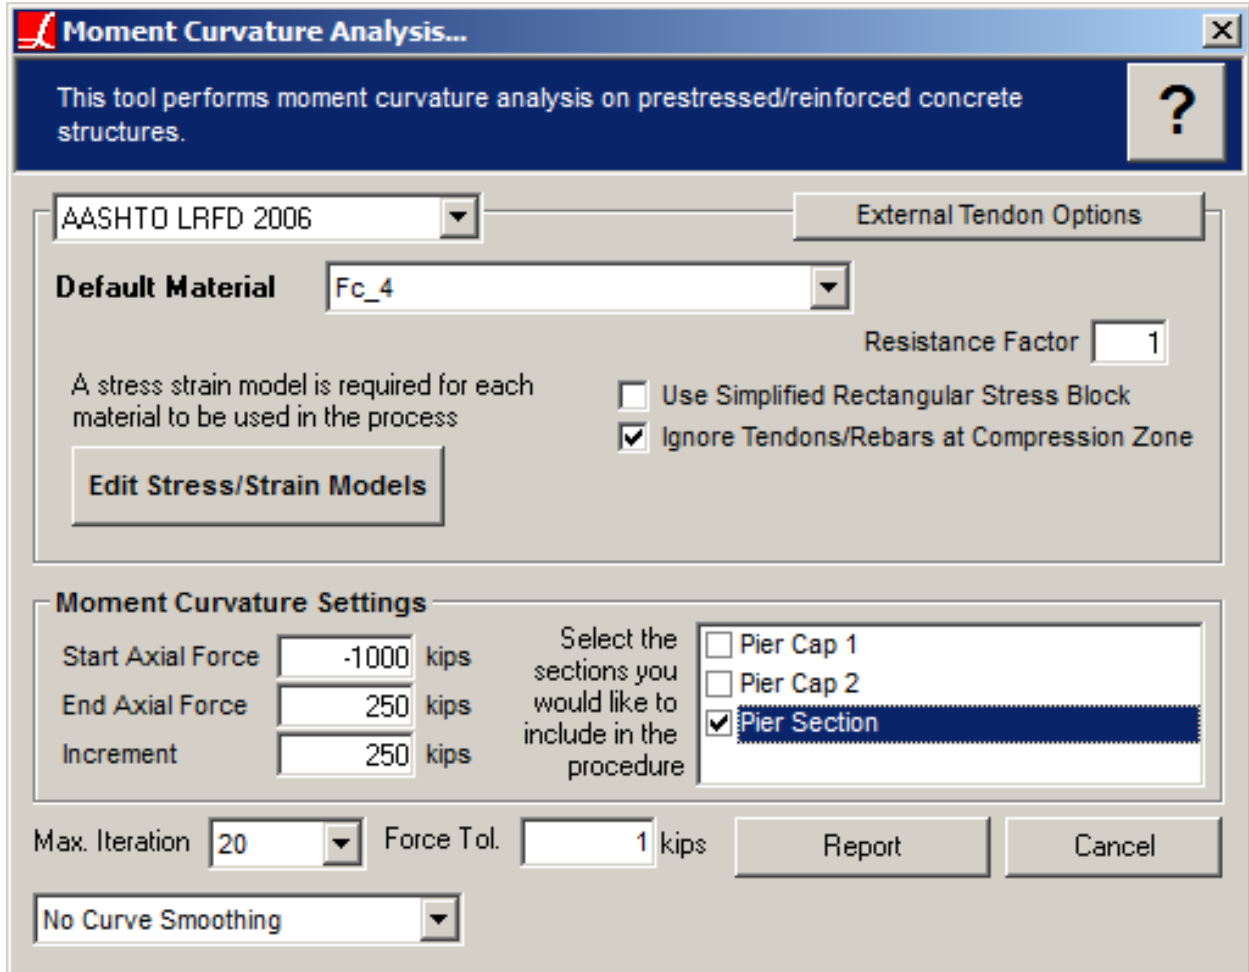 Moment Curvature Analysis...
This tool performs moment curvature analysis on prestressed/reinforced concrete
structures.
?
AASHTO LRFD 2006
External Tendon Options
Default Material
Fc_4
Resistance Factor
1
A stress strain model is required for each
material to be used in the process
Use Simplified Rectangular Stress Block
Ignore Tendons/Rebars at Compression Zone
Edit Stress/Strain Models
Moment Curvature Settings
Start Axial Force
-1000 kips
End Axial Force
250 kips
Increment
250 kips
Select the
sections you
would like to
include in the
procedure
Pier Cap 1
Pier Cap 2
Pier Section
Max. Iteration
20
Force Tol.
1 kips
Report
Cancel
No Curve Smoothing